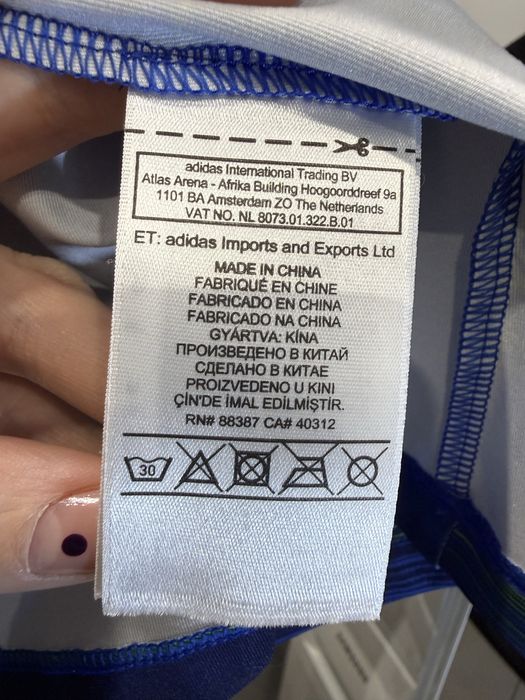 adidas International Trading BV
Atlas Arena - Afrika Building Hoogoorddreef 9a
1101 BA Amsterdam ZO The Netherlands
VAT NO. NL 8073.01.322.B.01
ET: adidas Imports and Exports Ltd
MADE IN CHINA
FABRIQUÉ EN CHINE
FABRICADO EN CHINA
FABRICADO NA CHINA
GYÁRTVA: KÍNA
ПРОИЗВЕДЕНО В КИТАЙ
СДЕЛАНО В КИТАЕ
PROIZVEDENO U KINI
ÇİN'DE İMAL EDİLMİŞTİR.
RN# 88387 CA# 40312
30